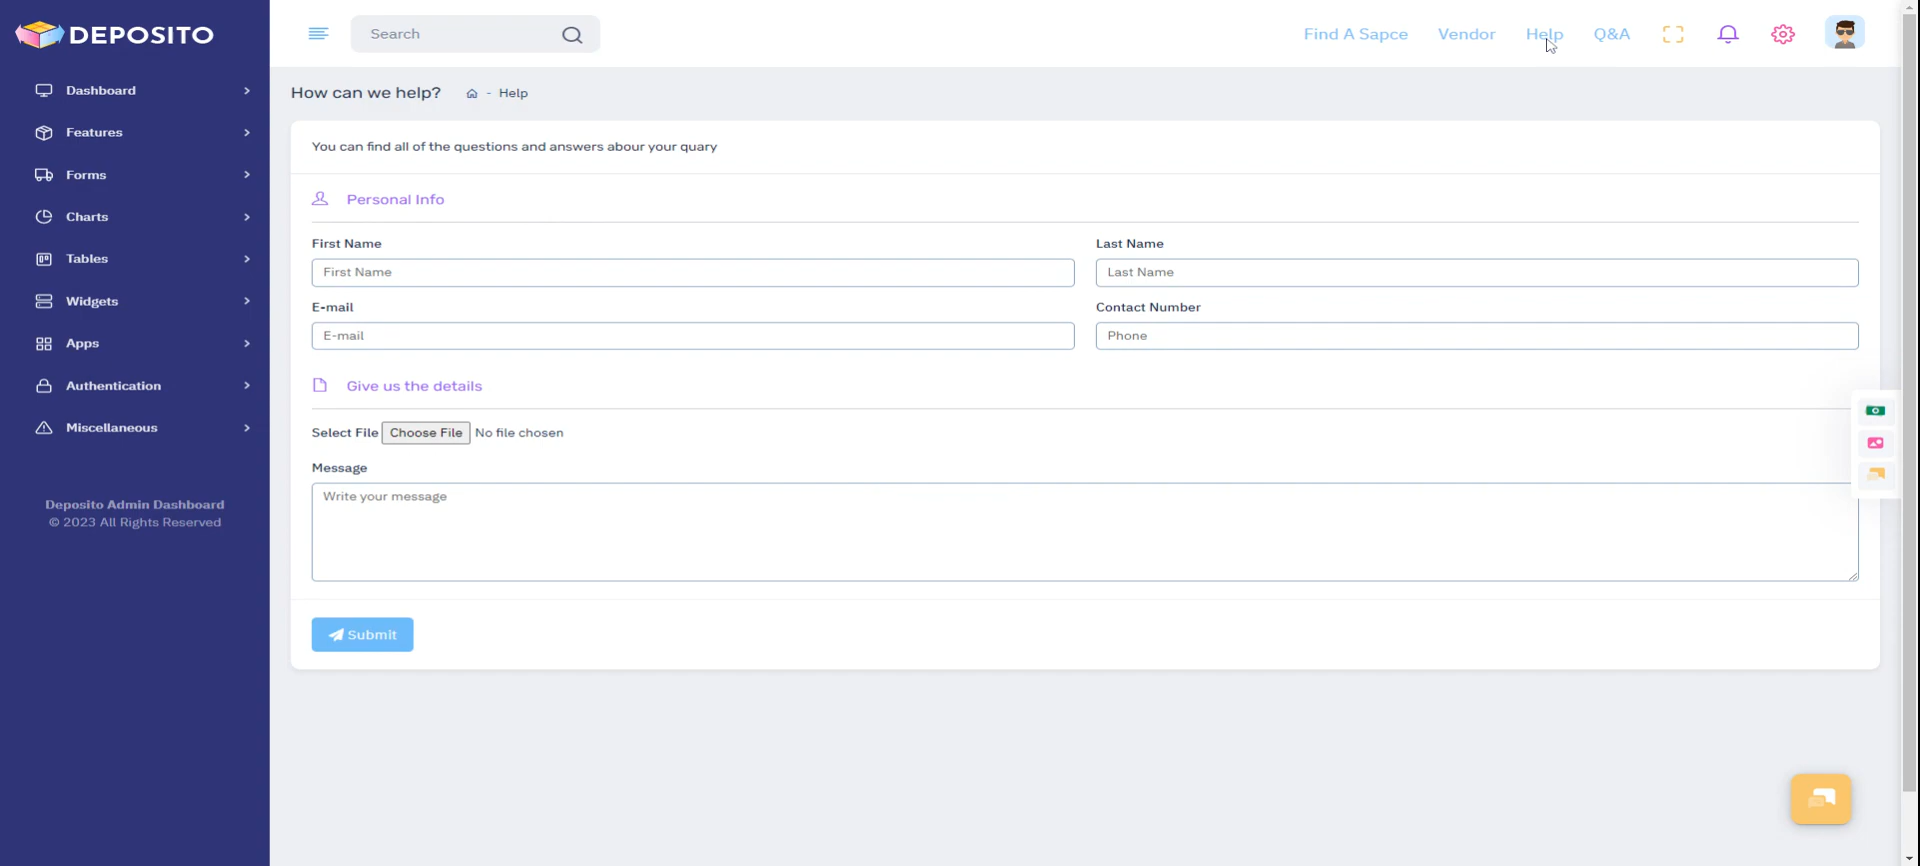 DEPOSITO
Search
Find A Sapce
Vendor
Help
Q&A
Dashboard
Features
Forms
Charts
Tables
Widgets
Apps
Authentication
Miscellaneous
Deposito Admin Dashboard
© 2023 All Rights Reserved
How can we help? - Help
You can find all of the questions and answers abour your quary
Personal Info
First Name
First Name
Last Name
Last Name
E-mail
E-mail
Contact Number
Phone
Give us the details
Select File Choose File No file chosen
Message
Write your message
Submit